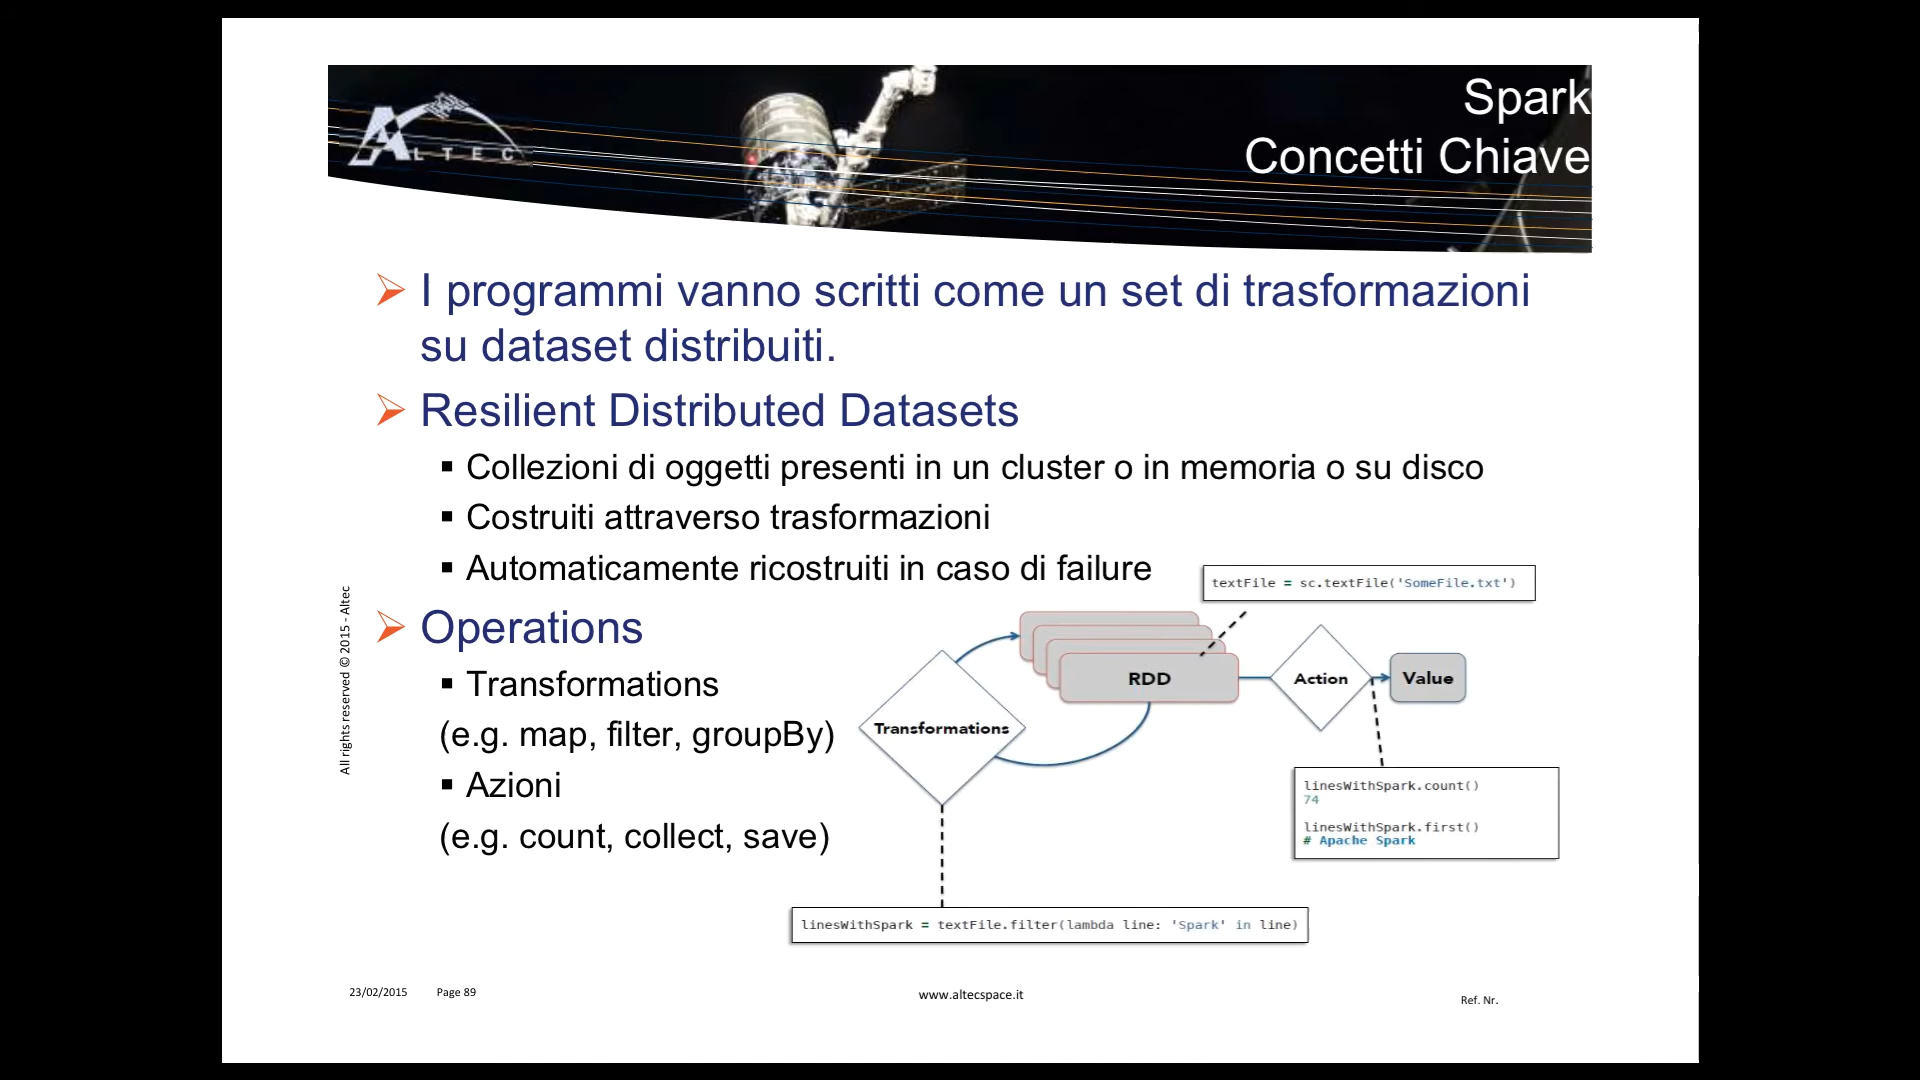 ALTEC
Spark
Concetti Chiave
I programmi vanno scritti come un set di trasformazioni
su dataset distribuiti.
Resilient Distributed Datasets
Collezioni di oggetti presenti in un cluster o in memoria o su disco
Costruiti attraverso trasformazioni
Automaticamente ricostruiti in caso di failure
Operations
Transformations
(e.g. map, filter, groupBy)
Azioni
(e.g. count, collect, save)
textFile = sc.textFile('SomeFile.txt')
RDD
Action
Value
Transformations
linesWithSpark.count()
74
linesWithSpark.first()
# Apache Spark
linesWithSpark = textFile.filter(lambda line: 'Spark' in line)
All rights reserved © 2015 - Altec
23/02/2015 Page 89
www.altecspace.it
Ref. Nr.